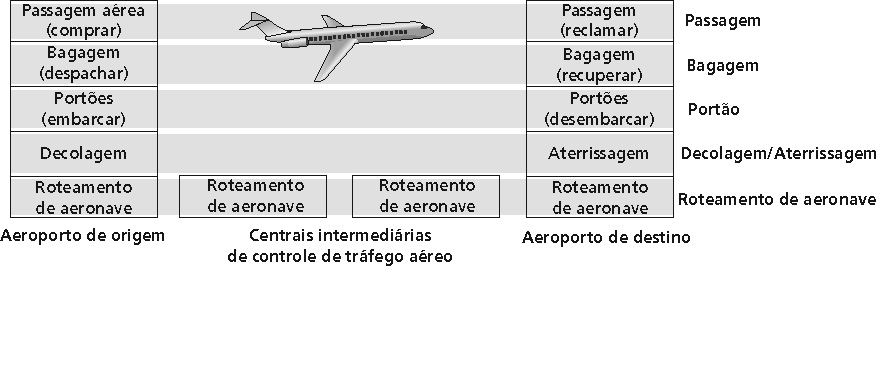 Passagem aérea
(comprar)
Passagem
(reclamar)
Passagem
Bagagem
(despachar)
Bagagem
(recuperar)
Bagagem
Portões
(embarcar)
Portões
(desembarcar)
Portão
Decolagem
Aterrissagem
Decolagem/Aterrissagem
Roteamento
de aeronave
Roteamento
de aeronave
Roteamento
de aeronave
Roteamento
de aeronave
Roteamento de aeronave
Aeroporto de origem
Centrais intermediárias
de controle de tráfego aéreo
Aeroporto de destino